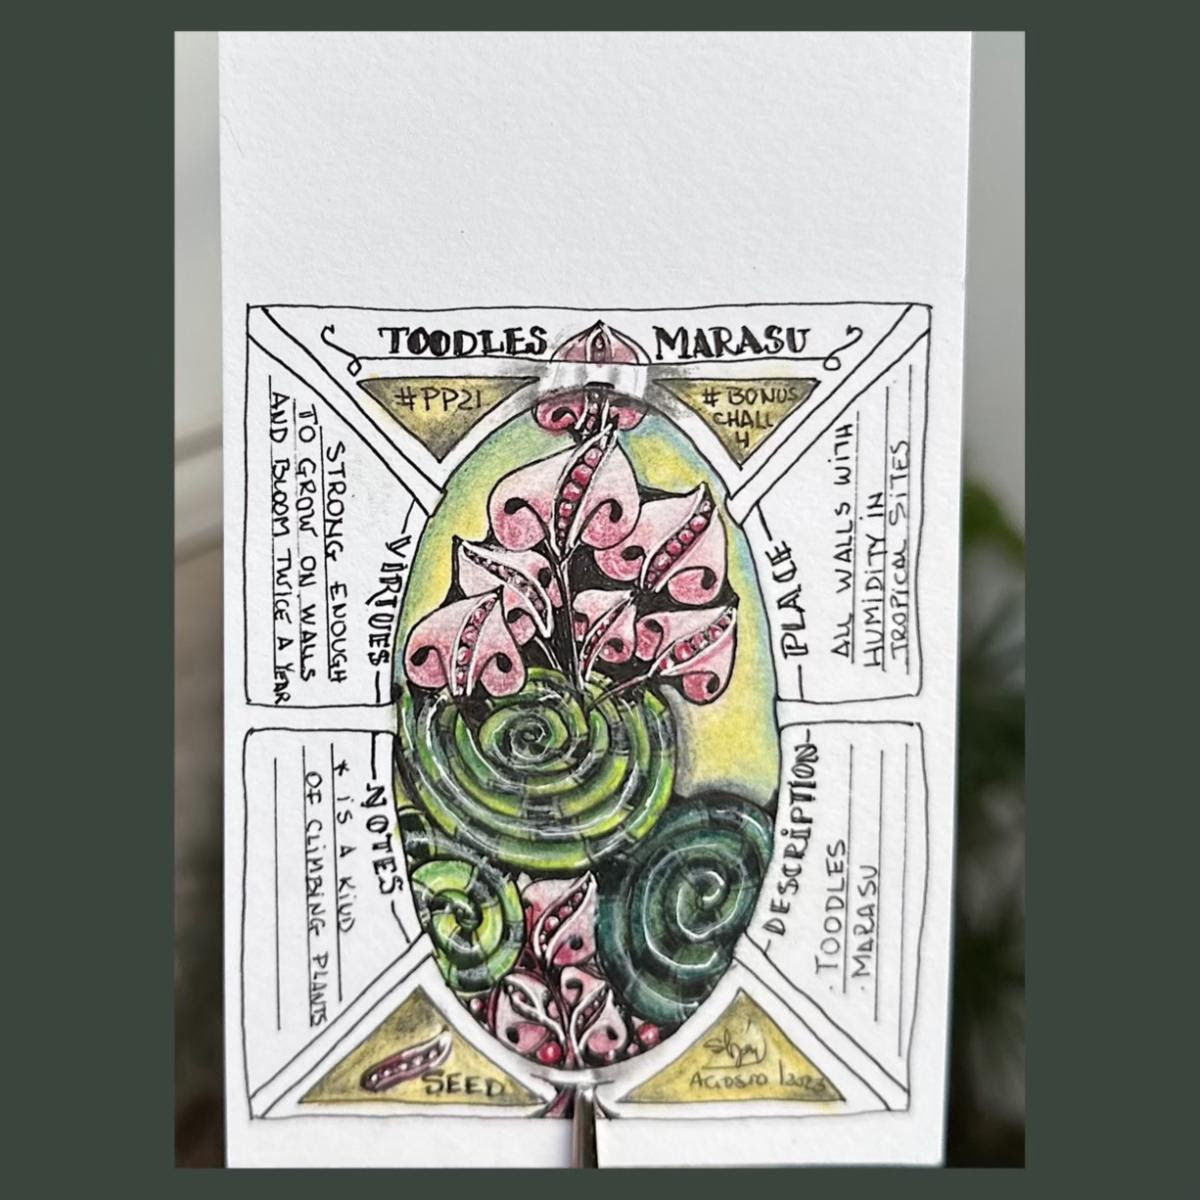 TOODLES MARASU
#PP21
# BONUS
CHALL
4
VIRTUES
STRONG ENOUGH
TO GROW ON WALLS
AND BLOOM TWICE A YEAR
PLACE
ALL WALLS WITH
HUMIDITY IN
TROPICAL SITES
NOTES
* IS A KIND
OF CLIMBING PLANTS
DESCRIPTION
.TOODLES
.MARASU
SEED
AGOSTO /2023